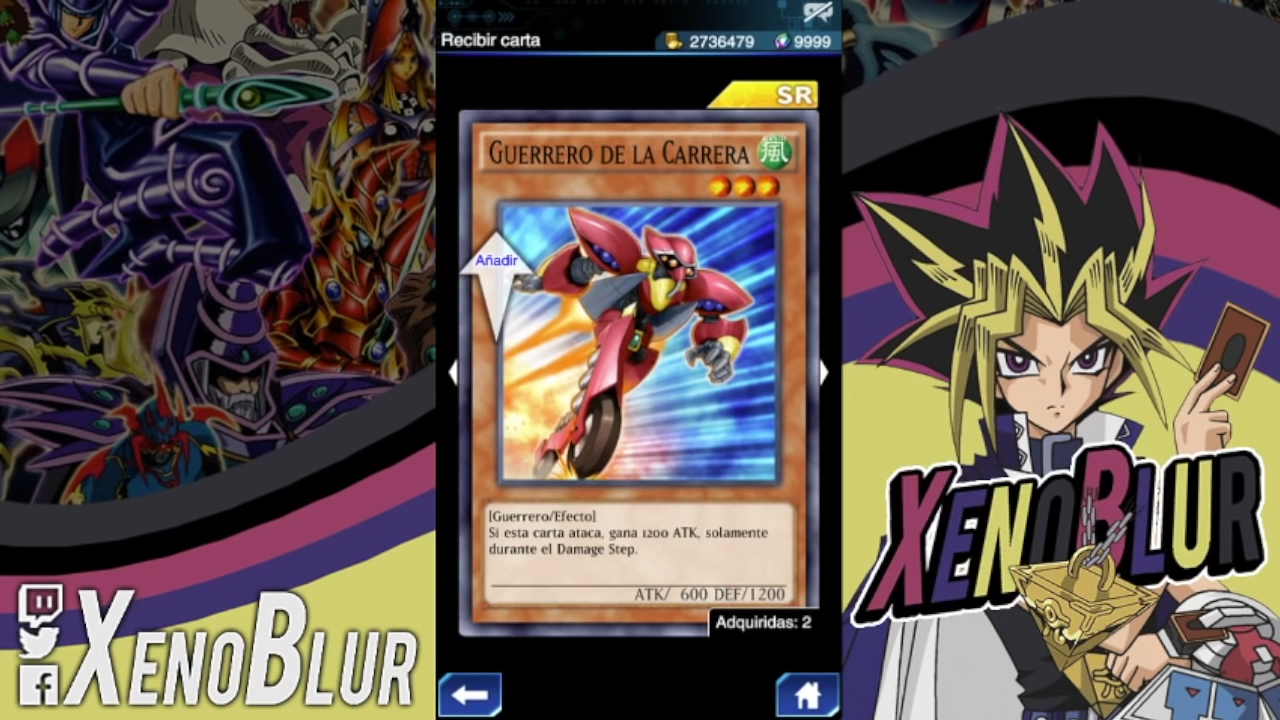 Recibir carta
2736479
9999
SR
GUERRERO DE LA CARRERA
風
Añadir
[Guerrero/Efecto]
Si esta carta ataca, gana 1200 ATK, solamente
durante el Damage Step.
ATK/ 600 DEF/1200
Adquiridas: 2
XENOBLUR
XENOBLUR